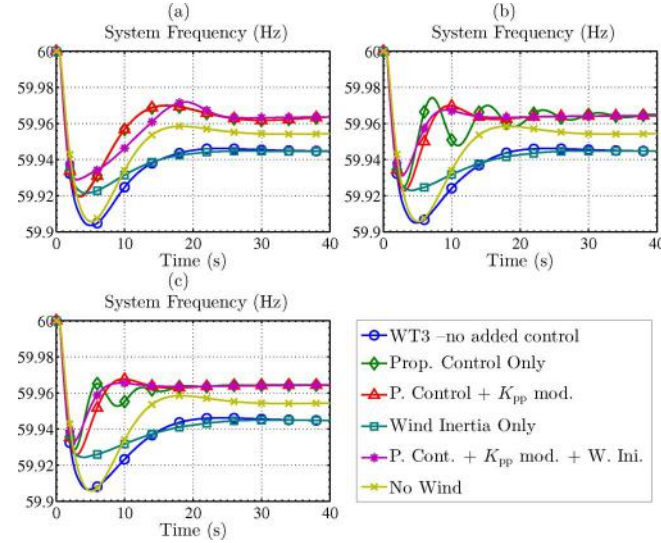 (a)
System Frequency (Hz)
60
59.98
59.96
59.94
59.92
59.9
0 10 20 30 40
Time (s)
(b)
System Frequency (Hz)
60
59.98
59.96
59.94
59.92
59.9
0 10 20 30 40
Time (s)
(c)
System Frequency (Hz)
60
59.98
59.96
59.94
59.92
59.9
0 10 20 30 40
Time (s)
WT3 –no added control
Prop. Control Only
P. Control + Kpp mod.
Wind Inertia Only
P. Cont. + Kpp mod. + W. Ini.
No Wind